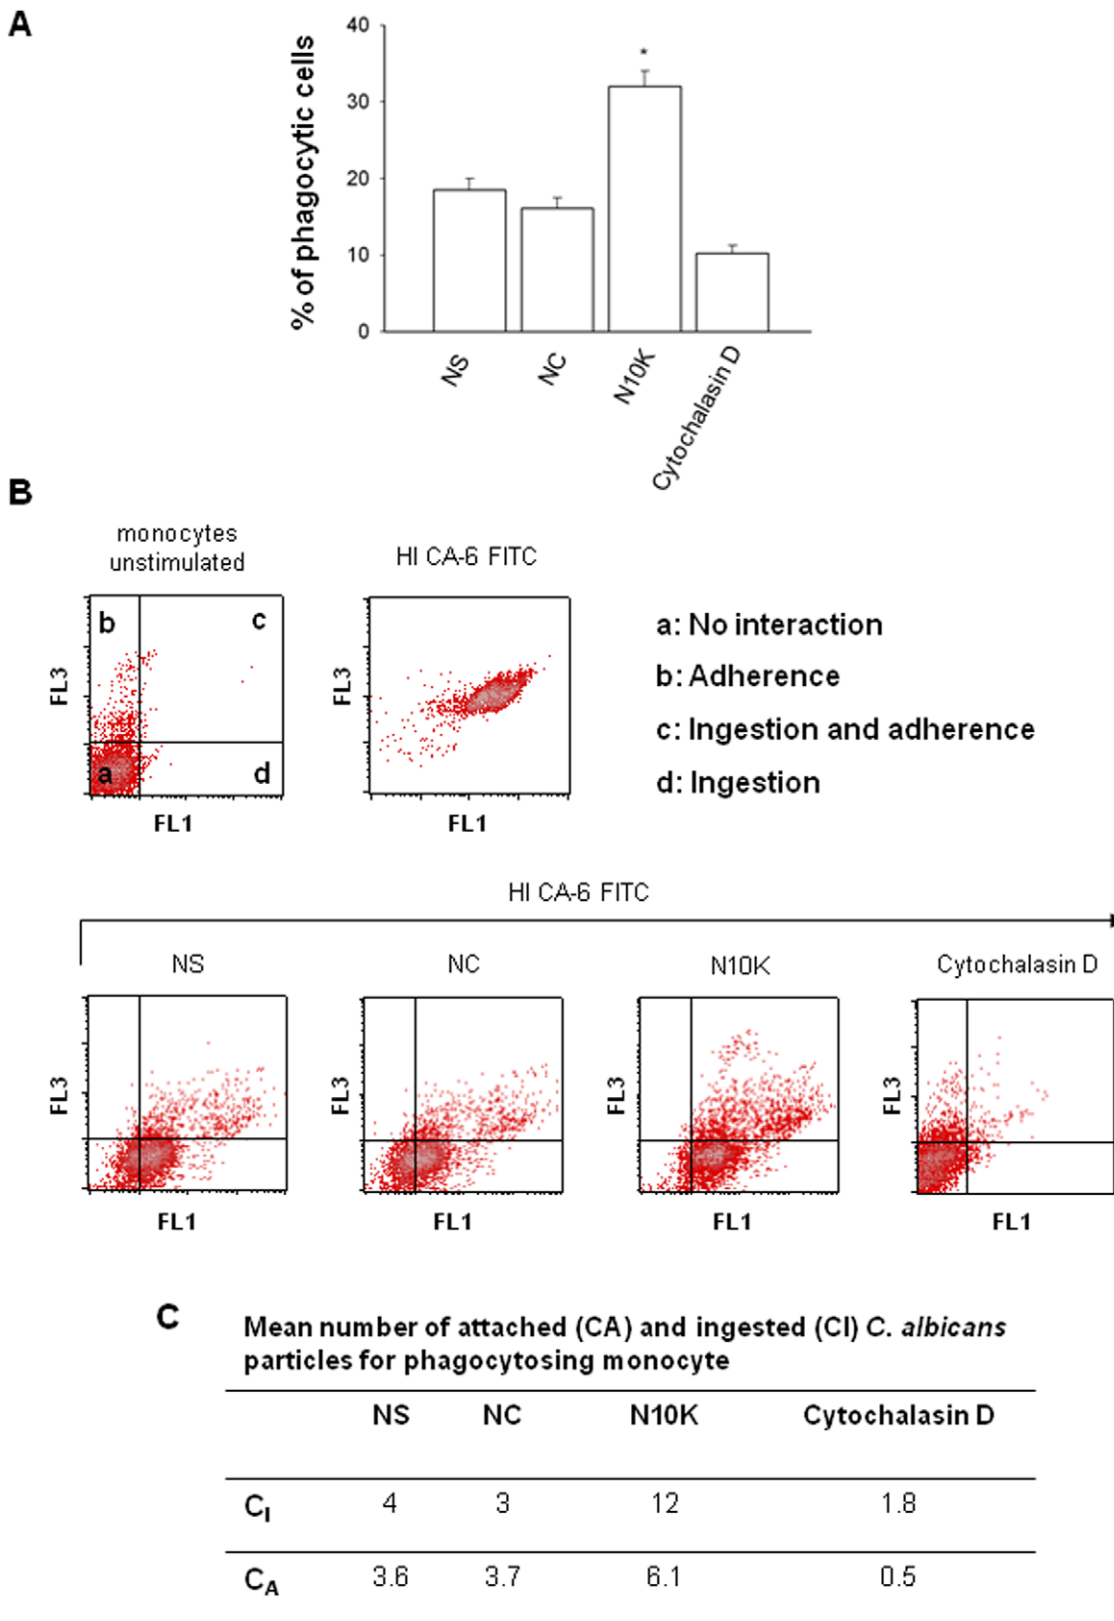 A
% of phagocytic cells
40
30
20
10
0
*
NS
NC
N10K
Cytochalasin D
B
monocytes
unstimulated
HI CA-6 FITC
b
c
a
d
FL3
FL1
FL3
FL1
a: No interaction
b: Adherence
c: Ingestion and adherence
d: Ingestion
HI CA-6 FITC
NS
NC
N10K
Cytochalasin D
FL3
FL3
FL3
FL3
FL1
FL1
FL1
FL1
C
Mean number of attached (CA) and ingested (CI) C. albicans
particles for phagocytosing monocyte
NS NC N10K Cytochalasin D
CI 4 3 12 1.8
CA 3.6 3.7 6.1 0.5